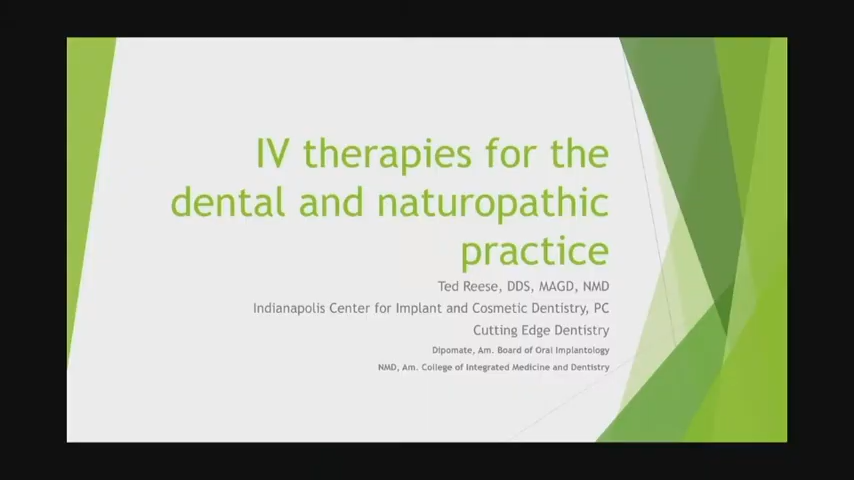 IV therapies for the
dental and naturopathic
practice
Ted Reese, DDS, MAGD, NMD
Indianapolis Center for Implant and Cosmetic Dentistry, PC
Cutting Edge Dentistry
Dipomate, Am. Board of Oral Implantology
NMD, Am. College of Integrated Medicine and Dentistry